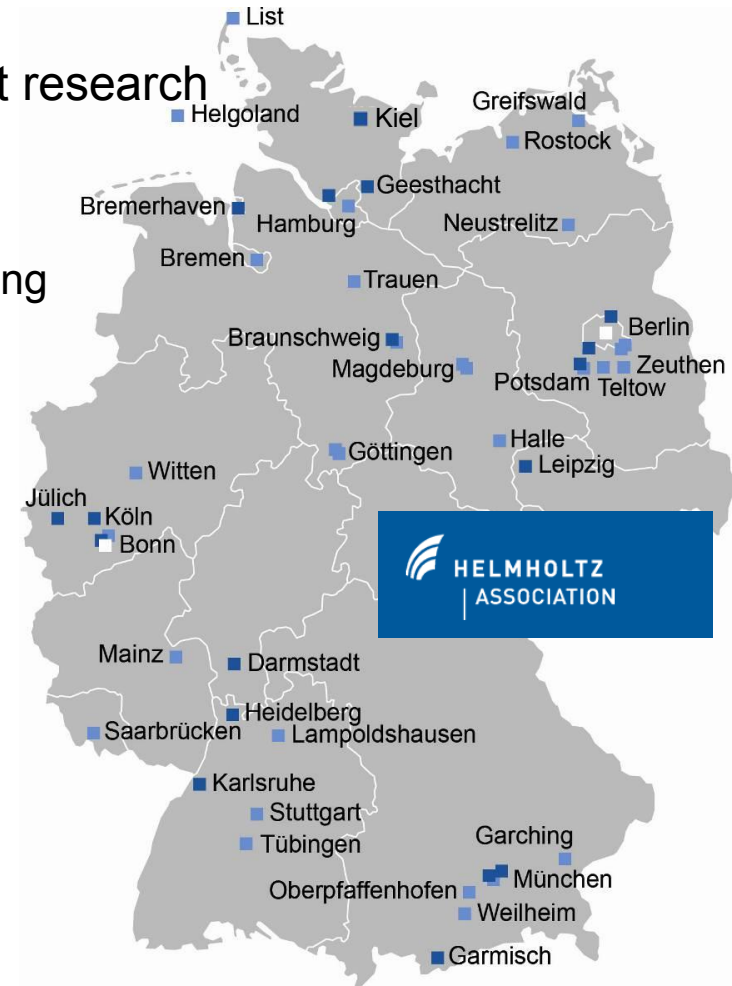 List
t research
Greifswald
Helgoland
Kiel
Rostock
Geesthacht
Bremerhaven
Hamburg
Neustrelitz
Bremen
Trauen
ng
Berlin
Braunschweig
Magdeburg
Zeuthen
Potsdam
Teltow
Göttingen
Halle
Witten
Leipzig
Jülich
Köln
Bonn
HELMHOLTZ
ASSOCIATION
Mainz
Darmstadt
Heidelberg
Saarbrücken
Lampoldshausen
Karlsruhe
Stuttgart
Garching
Tübingen
München
Oberpfaffenhofen
Weilheim
Garmisch